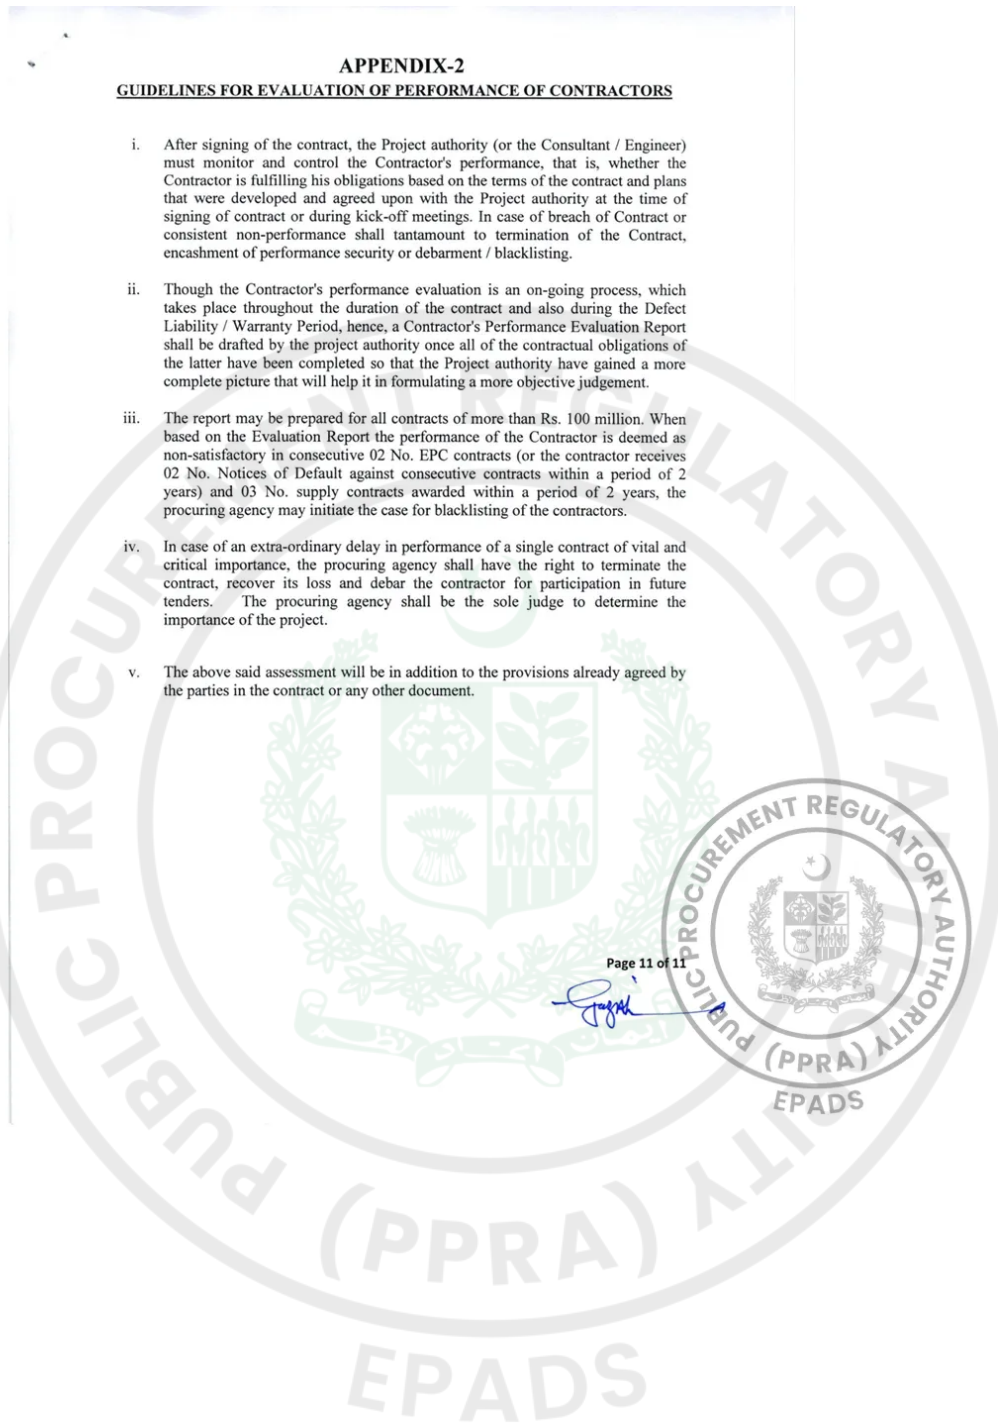 APPENDIX-2
GUIDELINES FOR EVALUATION OF PERFORMANCE OF CONTRACTORS
i. After signing of the contract, the Project authority (or the Consultant / Engineer)
must monitor and control the Contractor's performance, that is, whether the
Contractor is fulfilling his obligations based on the terms of the contract and plans
that were developed and agreed upon with the Project authority at the time of
signing of contract or during kick-off meetings. In case of breach of Contract or
consistent non-performance shall tantamount to termination of the Contract,
encashment of performance security or debarment / blacklisting.
ii. Though the Contractor's performance evaluation is an on-going process, which
takes place throughout the duration of the contract and also during the Defect
Liability / Warranty Period, hence, a Contractor's Performance Evaluation Report
shall be drafted by the project authority once all of the contractual obligations of
the latter have been completed so that the Project authority have gained a more
complete picture that will help it in formulating a more objective judgement.
iii. The report may be prepared for all contracts of more than Rs. 100 million. When
based on the Evaluation Report the performance of the Contractor is deemed as
non-satisfactory in consecutive 02 No. EPC contracts (or the contractor receives
02 No. Notices of Default against consecutive contracts within a period of 2
years) and 03 No. supply contracts awarded within a period of 2 years, the
procuring agency may initiate the case for blacklisting of the contractors.
iv. In case of an extra-ordinary delay in performance of a single contract of vital and
critical importance, the procuring agency shall have the right to terminate the
contract, recover its loss and debar the contractor for participation in future
tenders. The procuring agency shall be the sole judge to determine the
importance of the project.
v. The above said assessment will be in addition to the provisions already agreed by
the parties in the contract or any other document.
Page 11 of 11
PUBLIC PROCUREMENT REGULATORY AUTHORITY
(PPRA)
EPADS
PUBLIC PROCUREMENT REGULATORY AUTHORITY
(PPRA)
EPADS